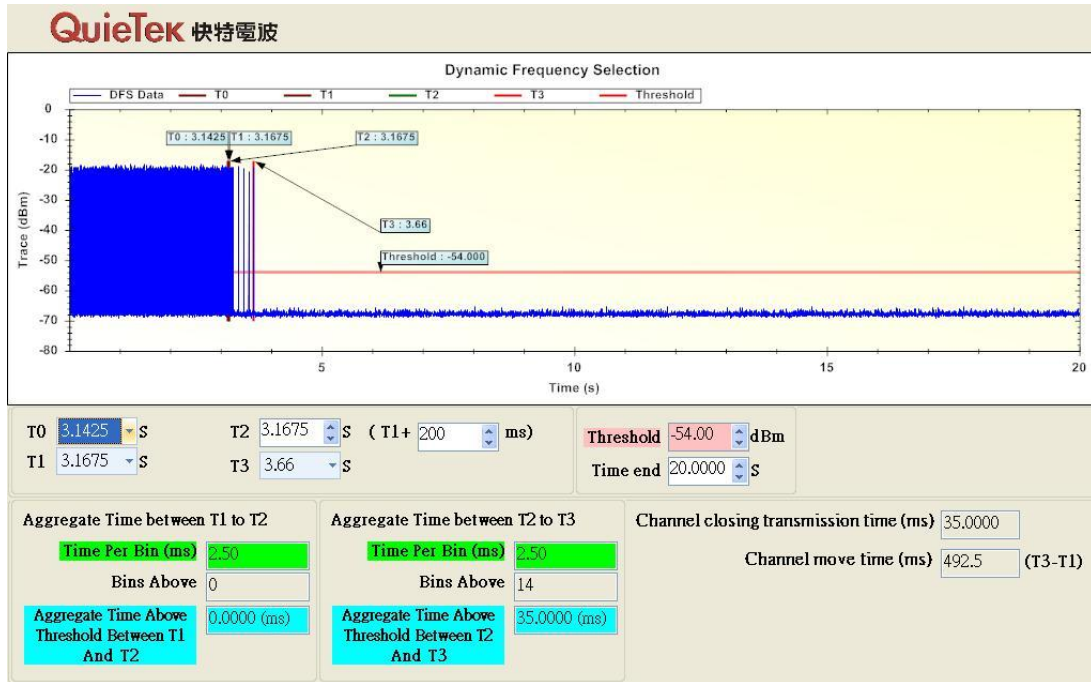 QuieTek 快特電波
Dynamic Frequency Selection
DFS Data T0 T1 T2 T3 Threshold
T0 : 3.1425 T1 : 3.1675 T2 : 3.1675
T3 : 3.66
Threshold : -54.000
Trace (dBm)
0
-10
-20
-30
-40
-50
-60
-70
-80
5 10 15 20
Time (s)
T0 3.1425 S T2 3.1675 S ( T1+ 200 ms)
T1 3.1675 S T3 3.66 S
Threshold -54.00 dBm
Time end 20.0000 S
Aggregate Time between T1 to T2
Time Per Bin (ms) 2.50
Bins Above 0
Aggregate Time Above
Threshold Between T1
And T2
0.0000 (ms)
Aggregate Time between T2 to T3
Time Per Bin (ms) 2.50
Bins Above 14
Aggregate Time Above
Threshold Between T2
And T3
35.0000 (ms)
Channel closing transmission time (ms) 35.0000
Channel move time (ms) 492.5 (T3-T1)